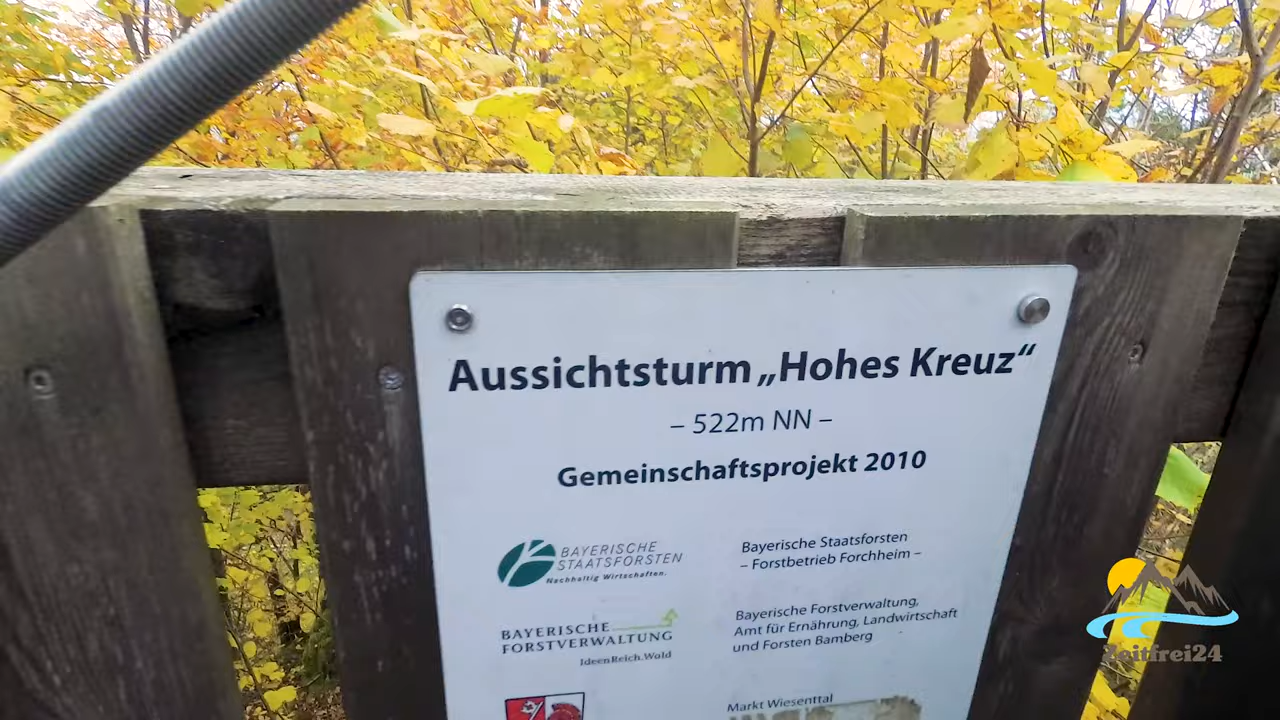 Aussichtsturm „Hohes Kreuz“
– 522m NN –
Gemeinschaftsprojekt 2010
BAYERISCHE
STAATSFORSTEN
Nachhaltig Wirtschaften.
Bayerische Staatsforsten
– Forstbetrieb Forchheim –
BAYERISCHE
FORSTVERWALTUNG
IdeenReich.Wald
Bayerische Forstverwaltung,
Amt für Ernährung, Landwirtschaft
und Forsten Bamberg
Markt Wiesenttal
Zeitfrei24